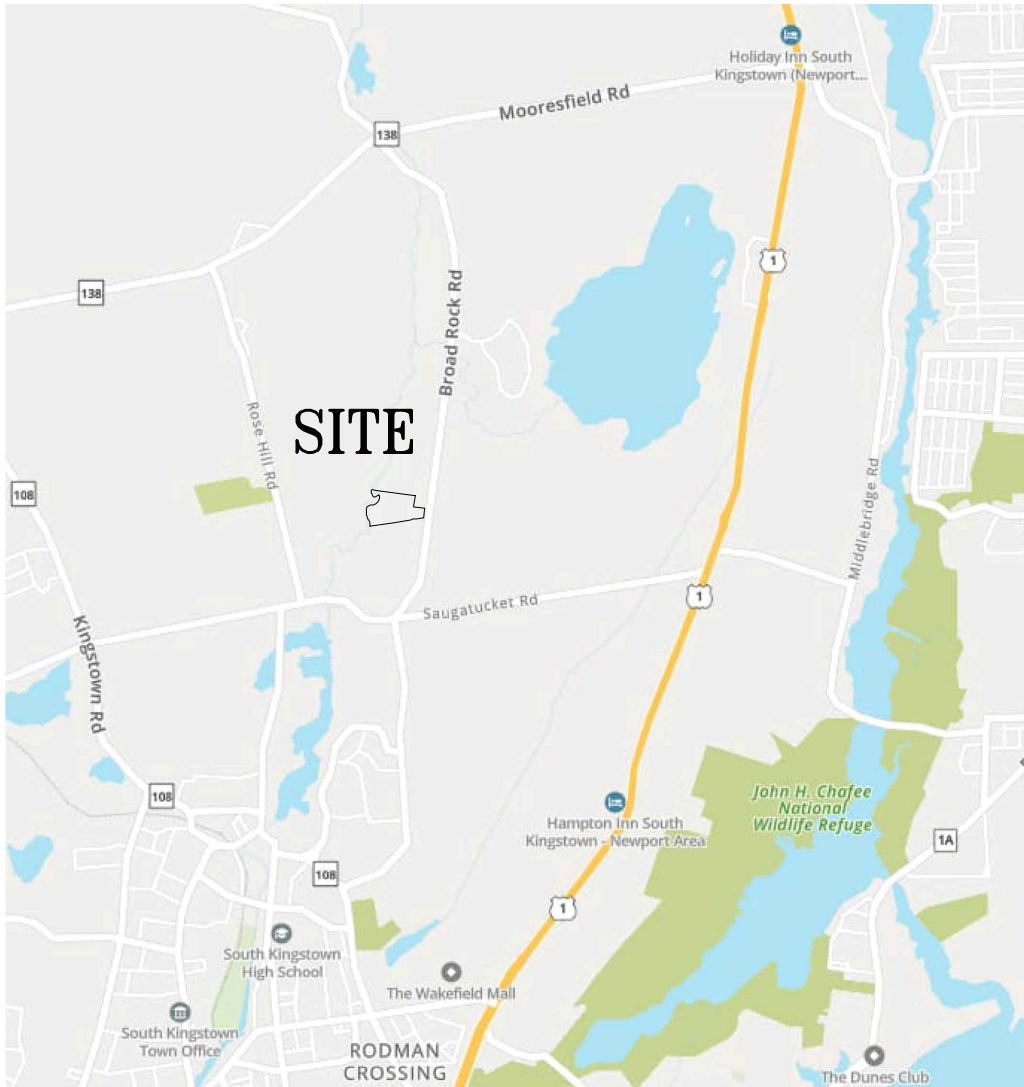 Holiday Inn South
Kingstown (Newport...
Mooresfield Rd
138
1
138
Broad Rock Rd
Rose Hill Rd
SITE
108
Middlebridge Rd
1
Saugatucket Rd
Kingstown Rd
108
John H. Chafee
National
Wildlife Refuge
Hampton Inn South
Kingstown - Newport Area
1A
108
1
South Kingstown
High School
The Wakefield Mall
South Kingstown
Town Office
RODMAN
CROSSING
The Dunes Club